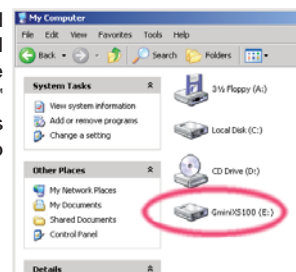 My Computer
File Edit View Favorites Tools Help
Back Search Folders
System Tasks
View system information
Add or remove programs
Change a setting
Other Places
My Network Places
My Documents
Shared Documents
Control Panel
Details
3½ Floppy (A:)
Local Disk (C:)
CD Drive (D:)
GminiXS100 (E:)